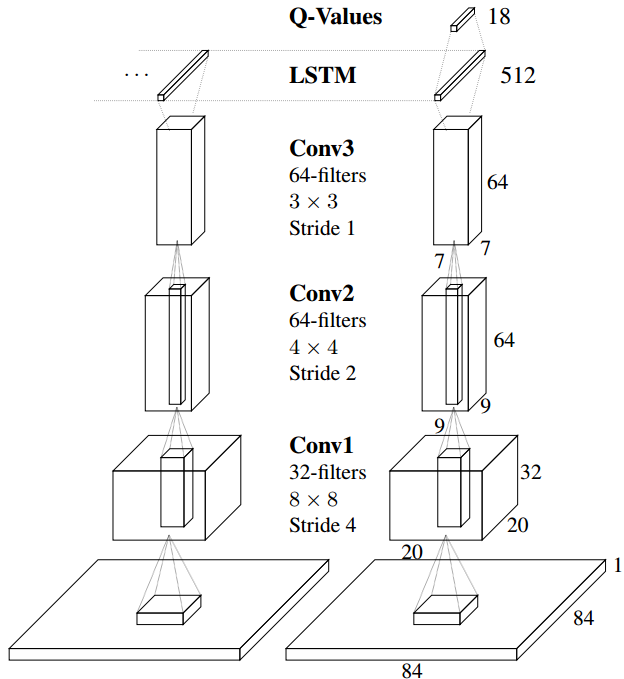 Q-Values
18
· · ·
LSTM
512
Conv3
64-filters
3 × 3
Stride 1
64
7
7
Conv2
64-filters
4 × 4
Stride 2
64
9
9
Conv1
32-filters
8 × 8
Stride 4
32
20
20
1
84
84